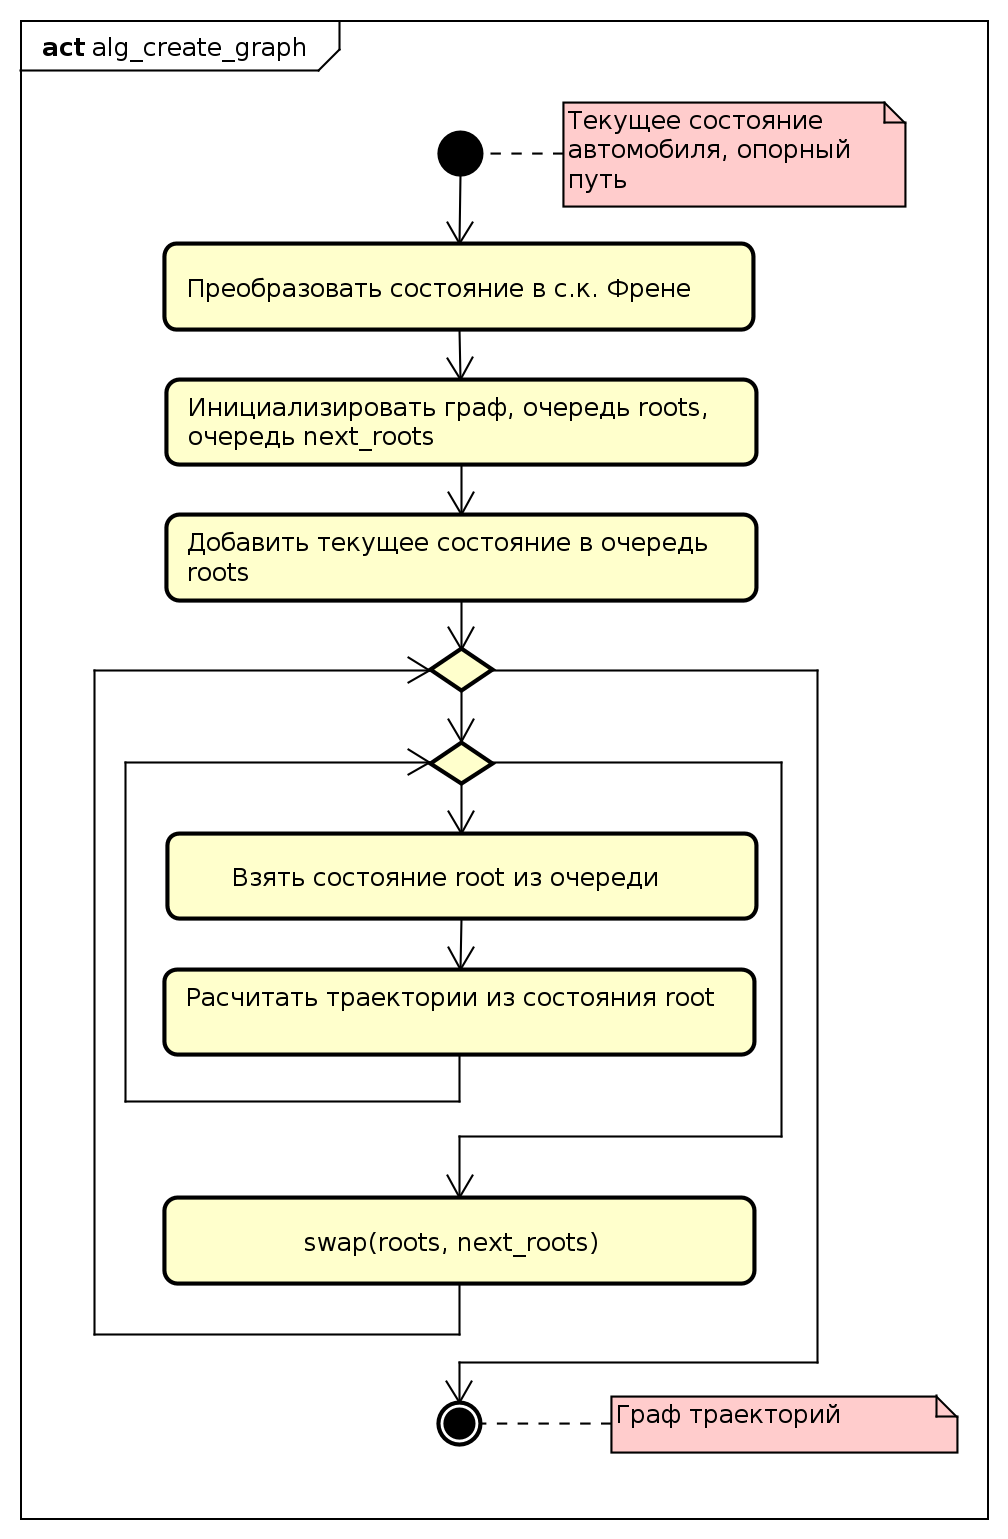 act alg_create_graph
Текущее состояние
автомобиля, опорный
путь
Преобразовать состояние в с.к. Френе
Инициализировать граф, очередь roots,
очередь next_roots
Добавить текущее состояние в очередь
roots
Взять состояние root из очереди
Расчитать траектории из состояния root
swap(roots, next_roots)
Граф траекторий